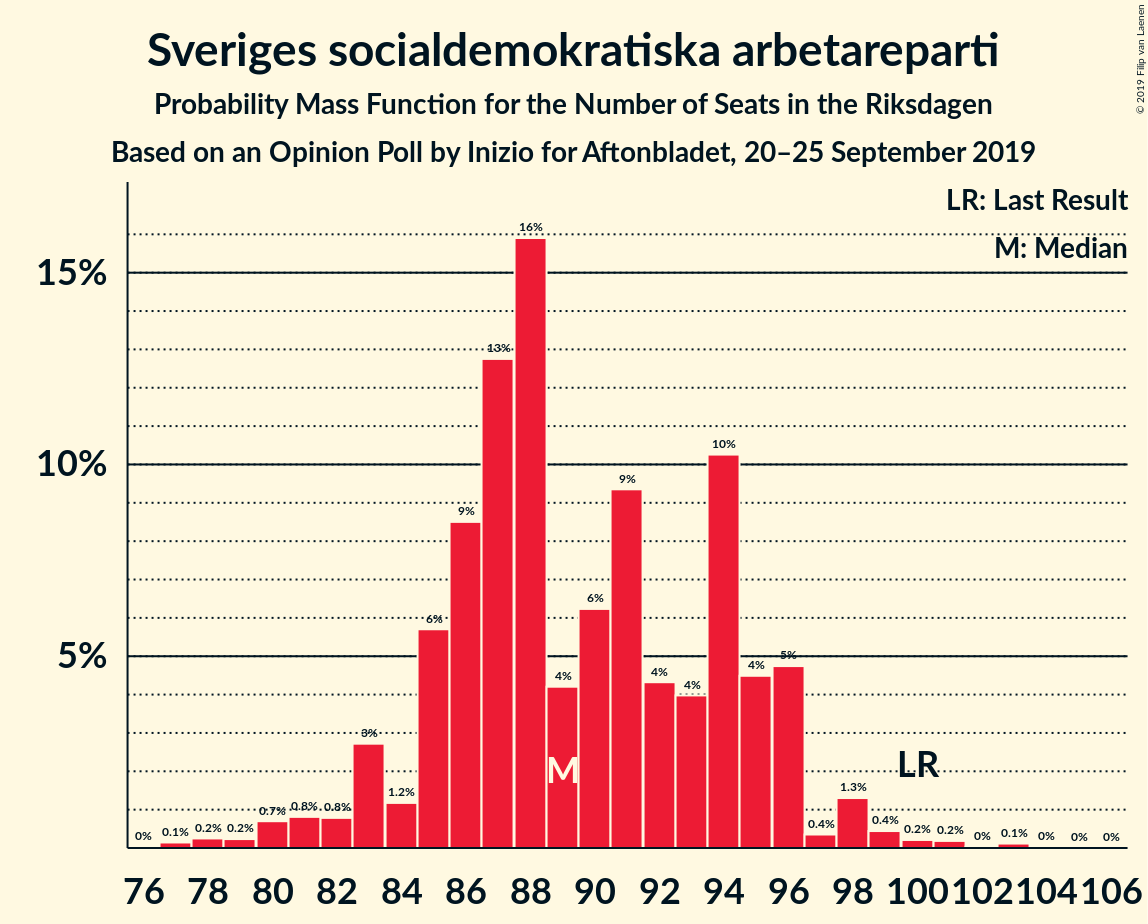 Sveriges socialdemokratiska arbetareparti
Probability Mass Function for the Number of Seats in the Riksdagen
Based on an Opinion Poll by Inizio for Aftonbladet, 20–25 September 2019
© 2019 Filip van Laenen
LR: Last Result
M: Median
15%
10%
5%
0% 0.1% 0.2% 0.2% 0.7% 0.8% 0.8% 3% 1.2% 6% 9% 13% 16% 4% 6% 9% 4% 4% 10% 4% 5% 0.4% 1.3% 0.4% 0.2% 0.2% 0% 0.1% 0% 0% 0%
M
LR
76 78 80 82 84 86 88 90 92 94 96 98 100 102 104 106